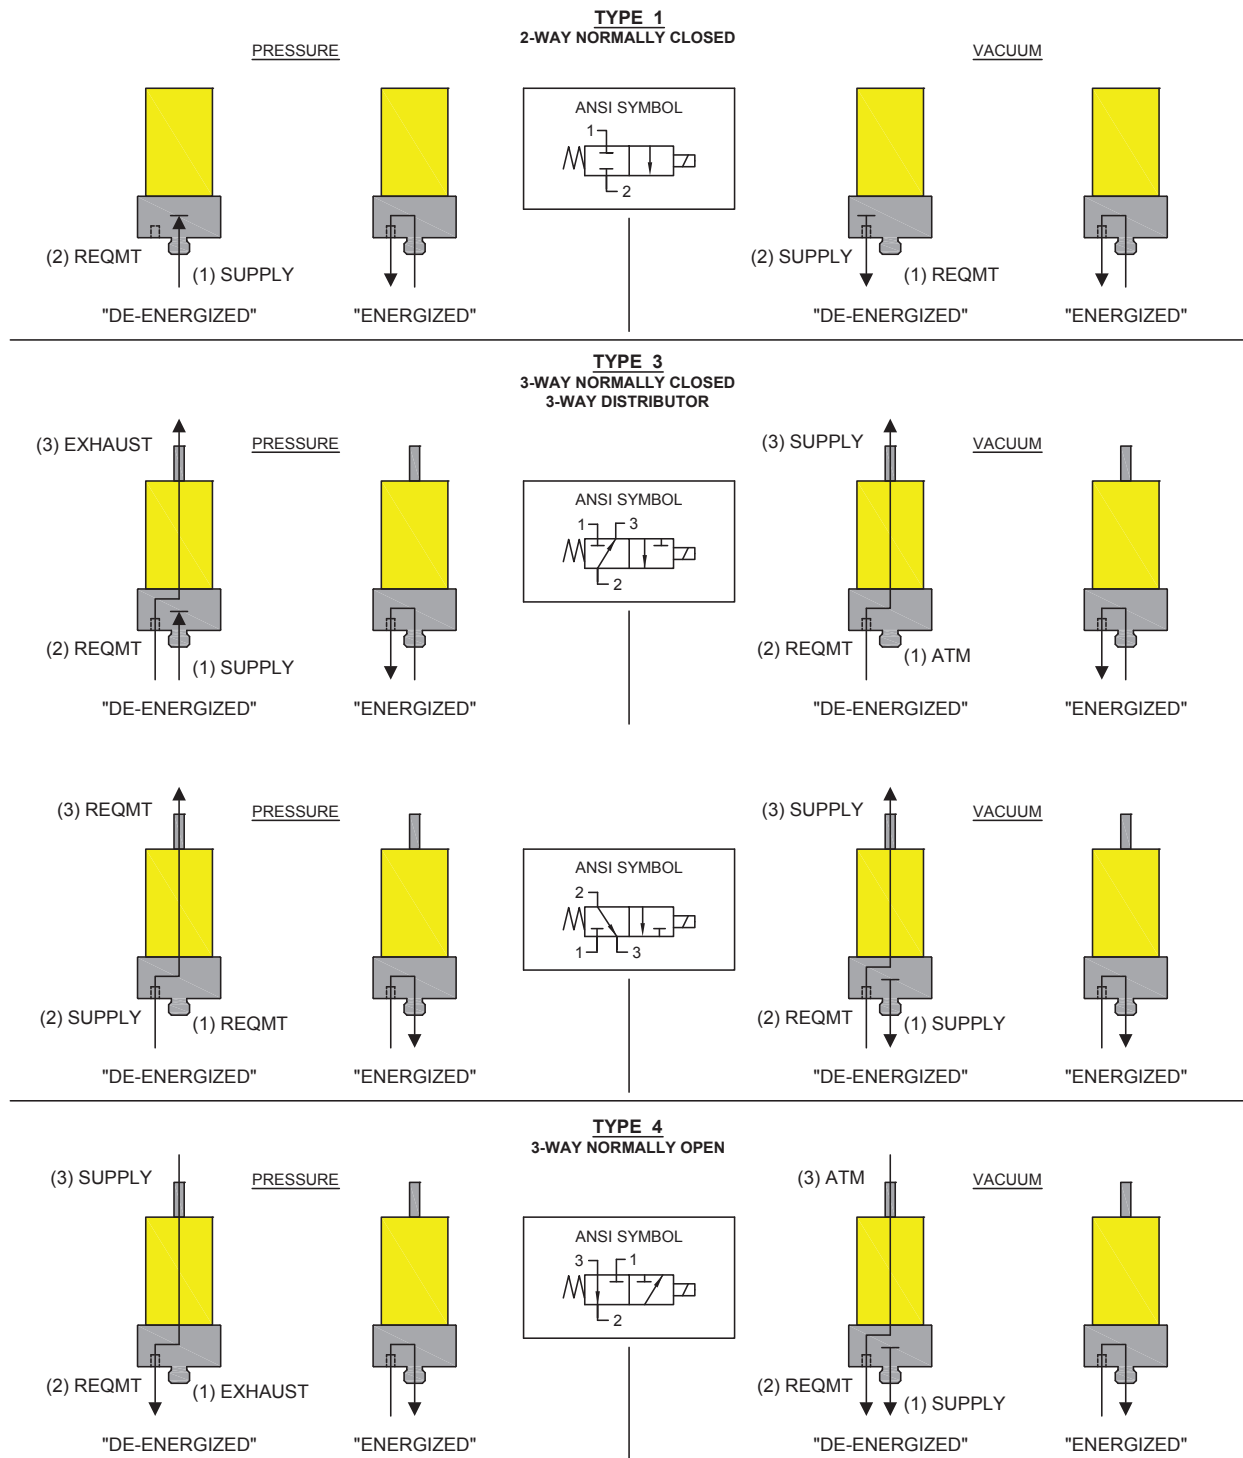 TYPE 1
2-WAY NORMALLY CLOSED
PRESSURE
VACUUM
ANSI SYMBOL
1
2
(2) REQMT
(1) SUPPLY
(2) SUPPLY
(1) REQMT
"DE-ENERGIZED"
"ENERGIZED"
"DE-ENERGIZED"
"ENERGIZED"
TYPE 3
3-WAY NORMALLY CLOSED
3-WAY DISTRIBUTOR
(3) EXHAUST
PRESSURE
(3) SUPPLY
VACUUM
ANSI SYMBOL
1 3
2
(2) REQMT
(1) SUPPLY
(2) REQMT
(1) ATM
"DE-ENERGIZED"
"ENERGIZED"
"DE-ENERGIZED"
"ENERGIZED"
(3) REQMT
PRESSURE
(3) SUPPLY
VACUUM
ANSI SYMBOL
2
1 3
(2) SUPPLY
(1) REQMT
(2) REQMT
(1) SUPPLY
"DE-ENERGIZED"
"ENERGIZED"
"DE-ENERGIZED"
"ENERGIZED"
TYPE 4
3-WAY NORMALLY OPEN
(3) SUPPLY
PRESSURE
(3) ATM
VACUUM
ANSI SYMBOL
3 1
2
(2) REQMT
(1) EXHAUST
(2) REQMT
(1) SUPPLY
"DE-ENERGIZED"
"ENERGIZED"
"DE-ENERGIZED"
"ENERGIZED"